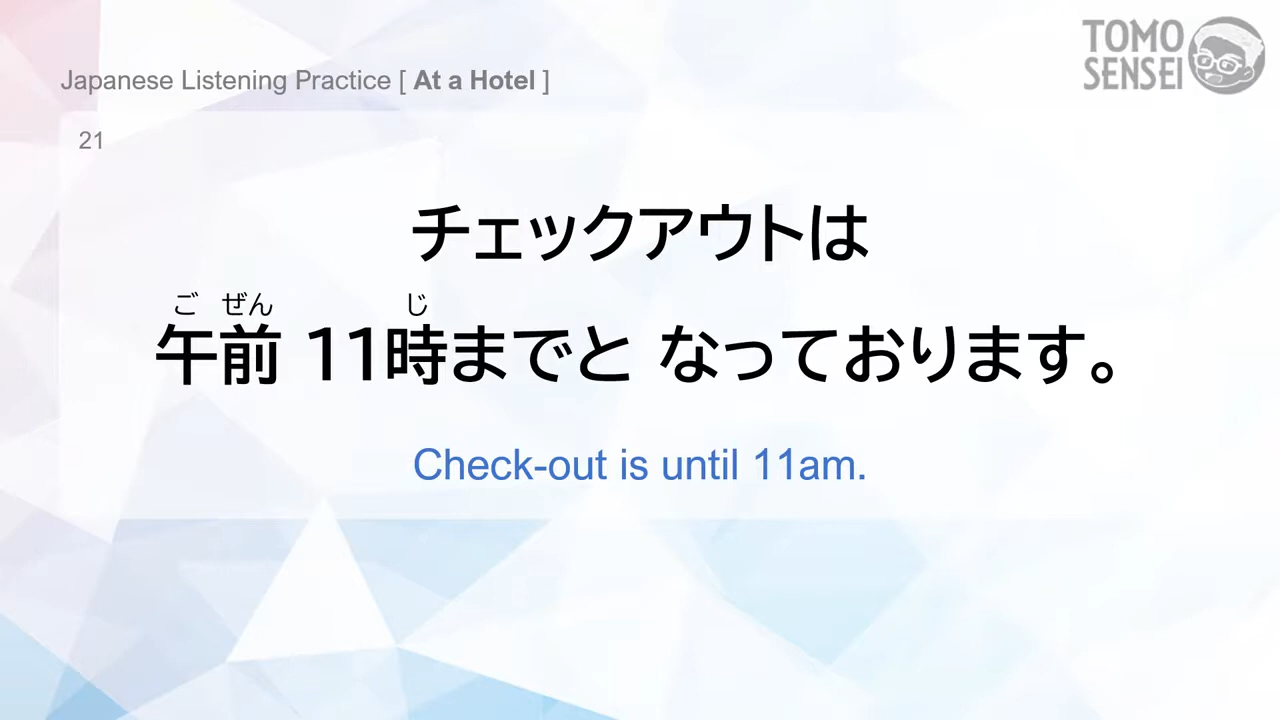 Japanese Listening Practice [ At a Hotel ]
TOMO
SENSEI
21
チェックアウトは
ご ぜん じ
午前 11時までと なっております。
Check-out is until 11am.